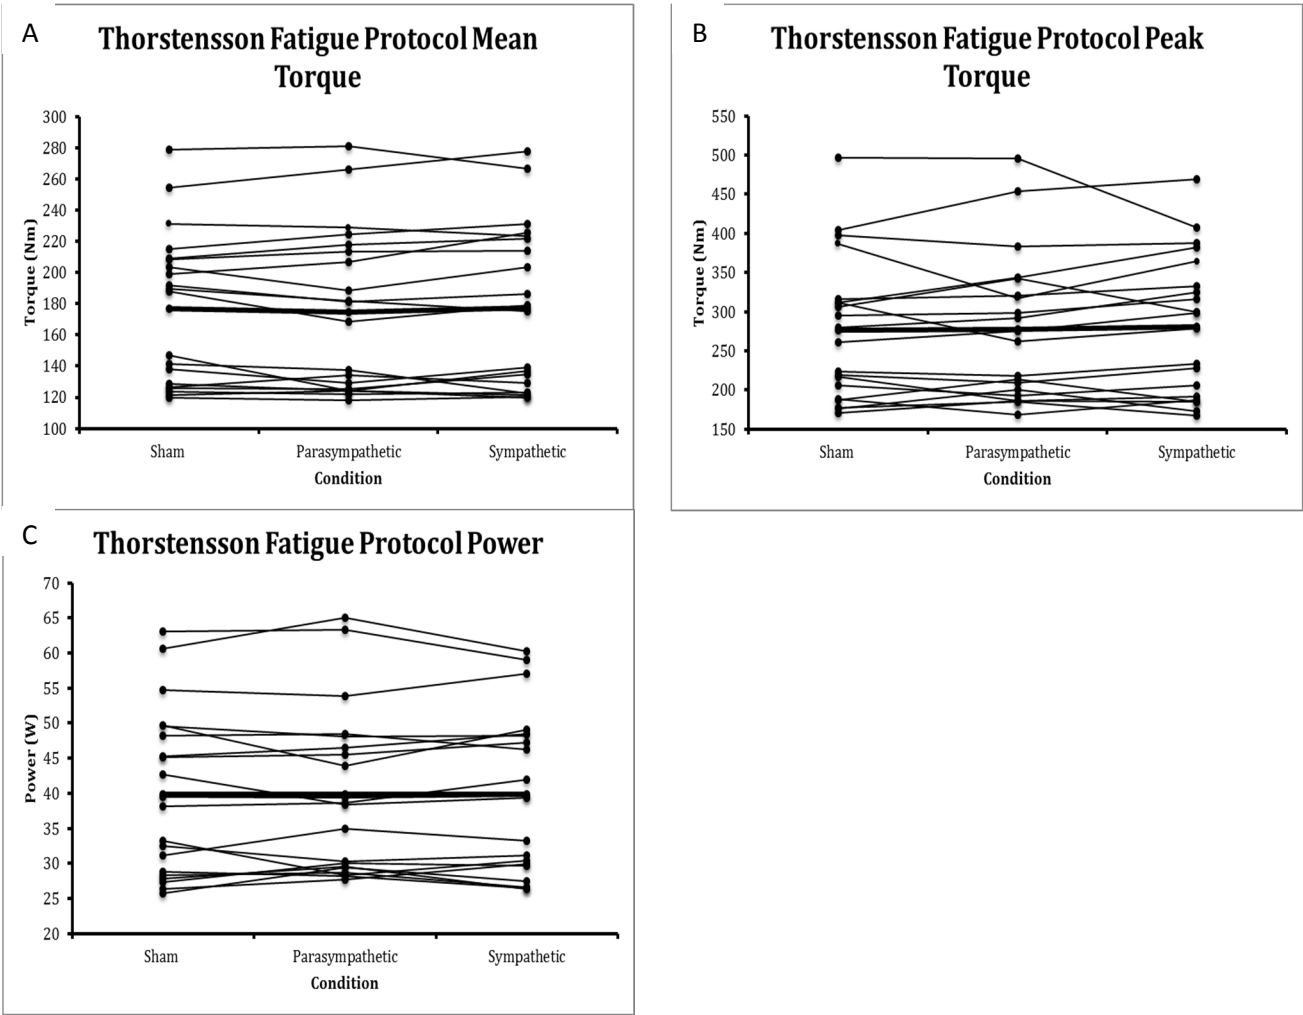 A
Thorstensson Fatigue Protocol Mean
Torque
300
280
260
240
220
200
180
160
140
120
100
Torque (Nm)
Sham
Parasympathetic
Sympathetic
Condition
B
Thorstensson Fatigue Protocol Peak
Torque
550
500
450
400
350
300
250
200
150
Torque (Nm)
Sham
Parasympathetic
Sympathetic
Condition
C
Thorstensson Fatigue Protocol Power
70
65
60
55
50
45
40
35
30
25
20
Power (W)
Sham
Parasympathetic
Sympathetic
Condition